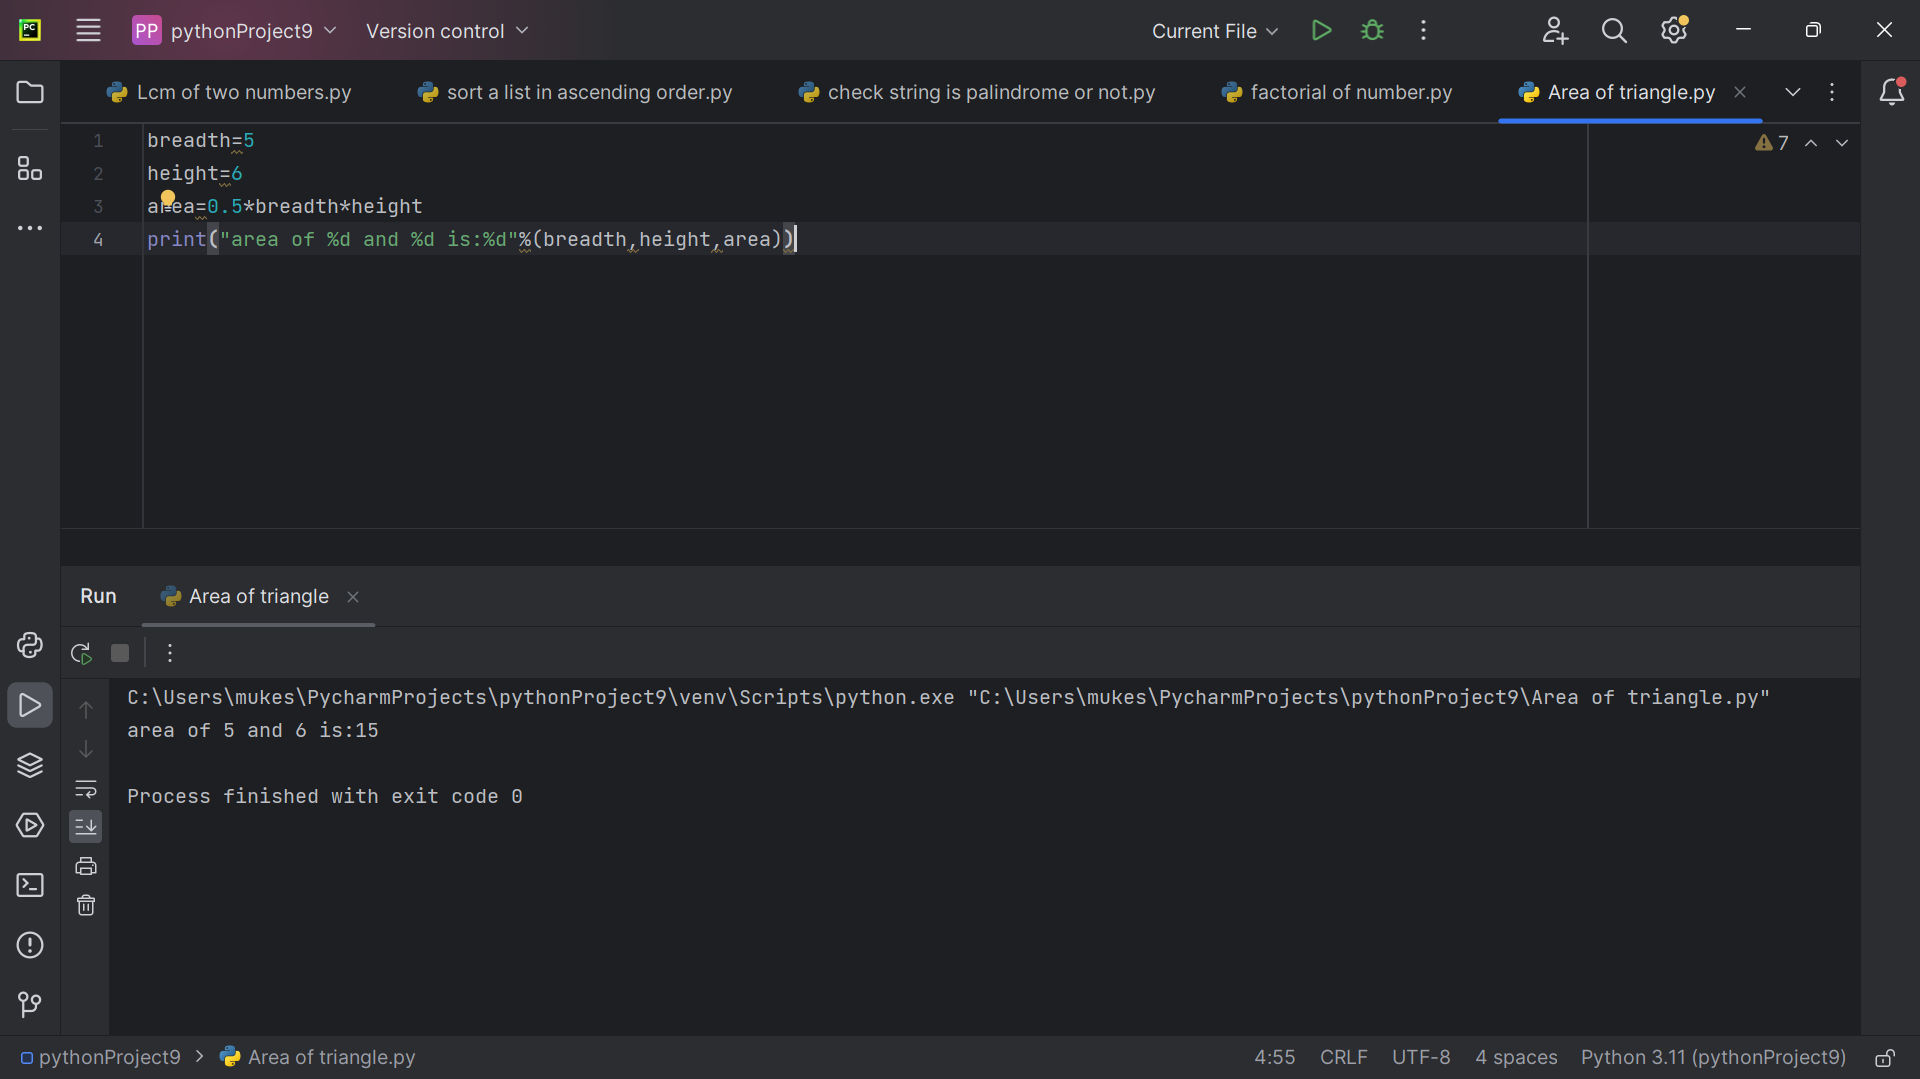 PC
PP pythonProject9 Version control Current File
Lcm of two numbers.py sort a list in ascending order.py check string is palindrome or not.py factorial of number.py Area of triangle.py
1 breadth=5
2 height=6
3 area=0.5*breadth*height
4 print("area of %d and %d is:%d"%(breadth,height,area))
7
Run Area of triangle
C:\Users\mukes\PycharmProjects\pythonProject9\venv\Scripts\python.exe "C:\Users\mukes\PycharmProjects\pythonProject9\Area of triangle.py"
area of 5 and 6 is:15
Process finished with exit code 0
pythonProject9 > Area of triangle.py 4:55 CRLF UTF-8 4 spaces Python 3.11 (pythonProject9)